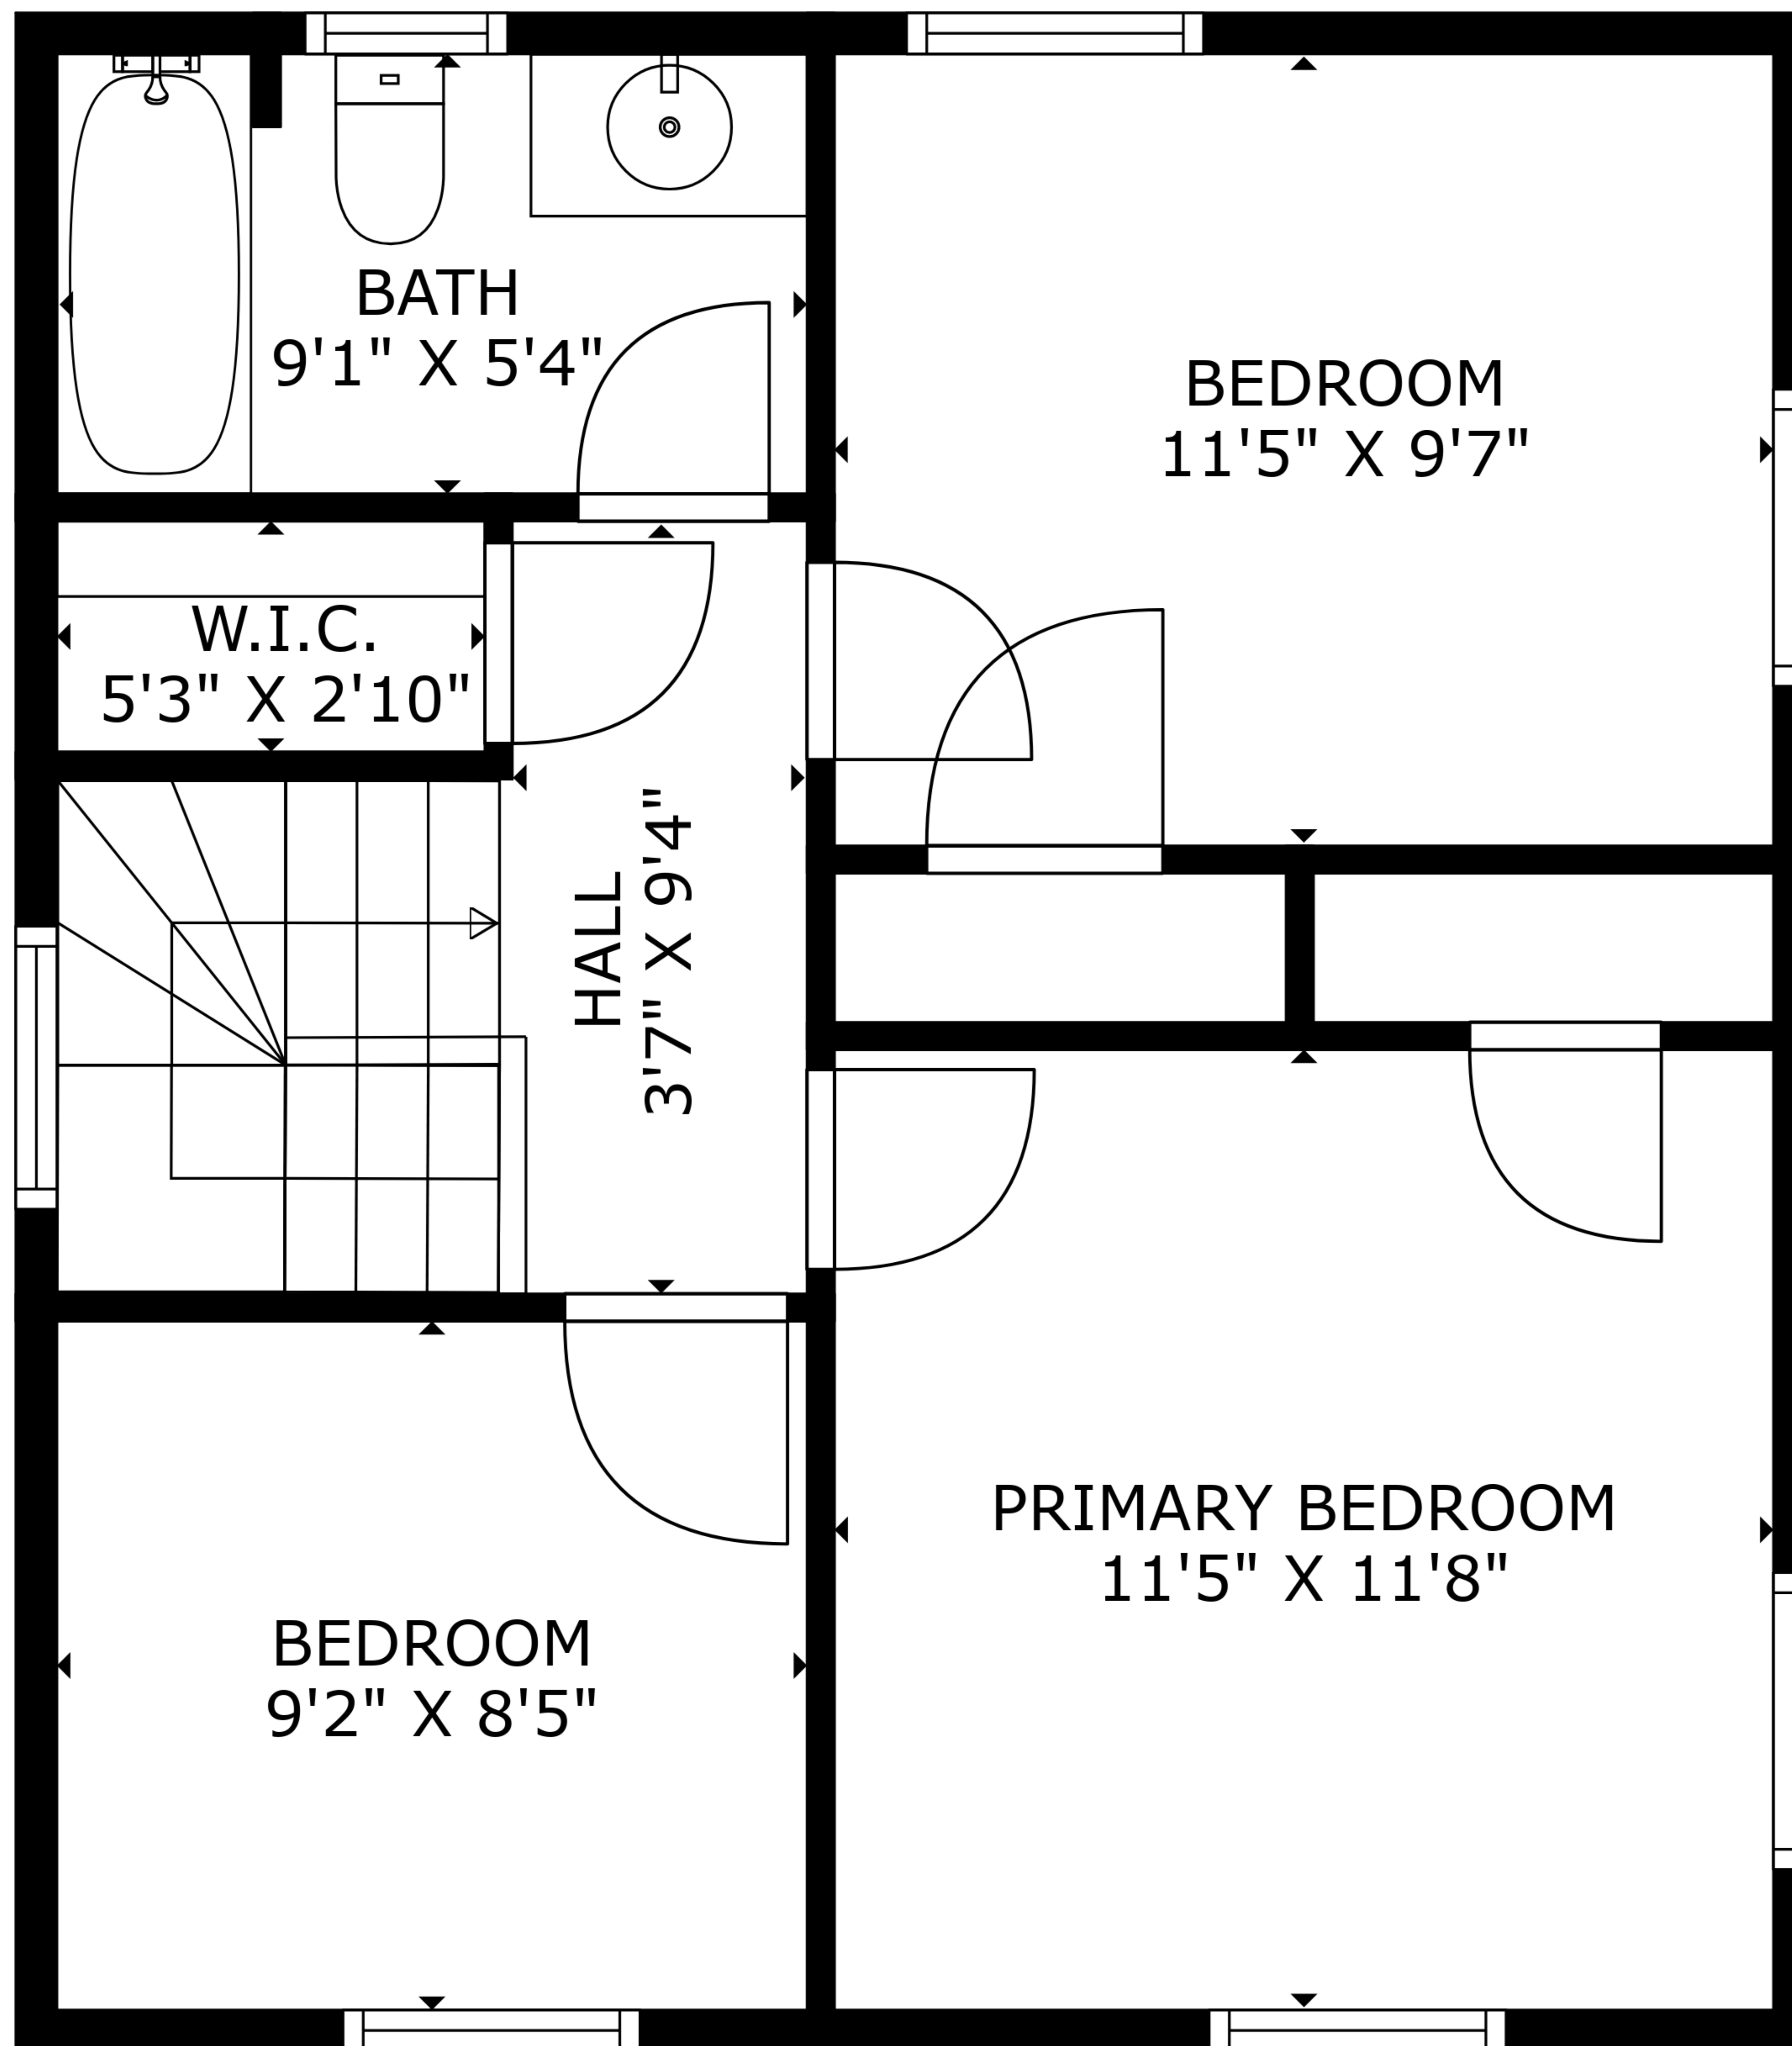 BATH
9'1" X 5'4"
BEDROOM
11'5" X 9'7"
W.I.C.
5'3" X 2'10"
HALL
3'7" X 9'4"
PRIMARY BEDROOM
11'5" X 11'8"
BEDROOM
9'2" X 8'5"